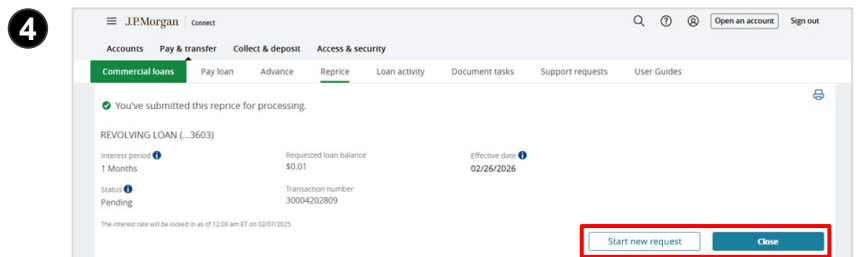 4
J.P.Morgan | CONNECT Open an account Sign out
Accounts Pay & transfer Collect & deposit Access & security
Commercial loans Pay loan Advance Reprice Loan activity Document tasks Support requests User Guides
You've submitted this reprice for processing.
REVOLVING LOAN (...3603)
Interest period Requested loan balance Effective date
1 Months $0.01 02/26/2026
Status Transaction number
Pending 30004202809
The interest rate will be locked in as of 12:00 am ET on 02/07/2025
Start new request Close